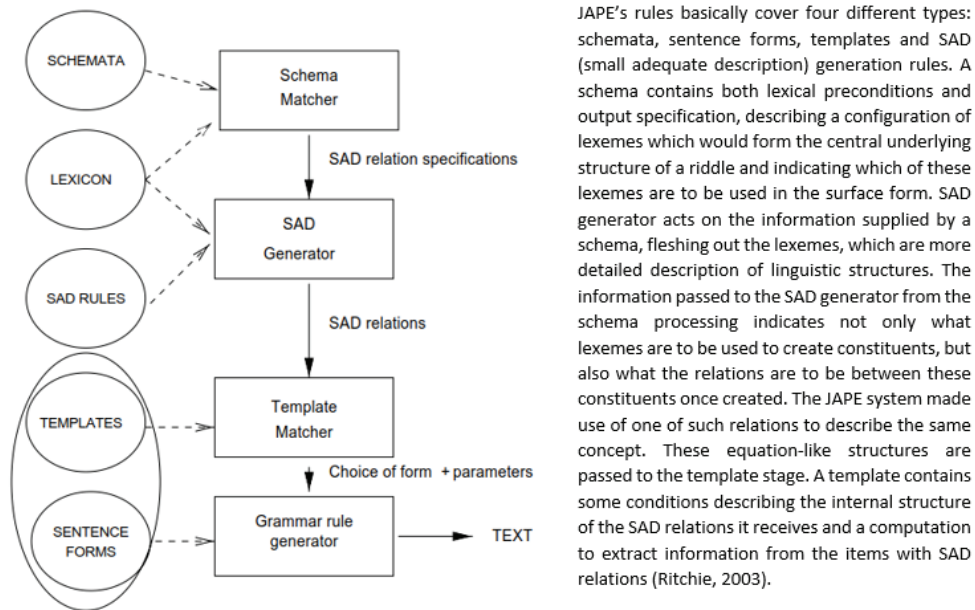 SCHEMATA
Schema
Matcher
SAD relation specifications
LEXICON
SAD
Generator
SAD RULES
SAD relations
TEMPLATES
Template
Matcher
Choice of form + parameters
SENTENCE
FORMS
Grammar rule
generator
TEXT
JAPE’s rules basically cover four different types:
schemata, sentence forms, templates and SAD
(small adequate description) generation rules. A
schema contains both lexical preconditions and
output specification, describing a configuration of
lexemes which would form the central underlying
structure of a riddle and indicating which of these
lexemes are to be used in the surface form. SAD
generator acts on the information supplied by a
schema, fleshing out the lexemes, which are more
detailed description of linguistic structures. The
information passed to the SAD generator from the
schema processing indicates not only what
lexemes are to be used to create constituents, but
also what the relations are to be between these
constituents once created. The JAPE system made
use of one of such relations to describe the same
concept. These equation-like structures are
passed to the template stage. A template contains
some conditions describing the internal structure
of the SAD relations it receives and a computation
to extract information from the items with SAD
relations (Ritchie, 2003).